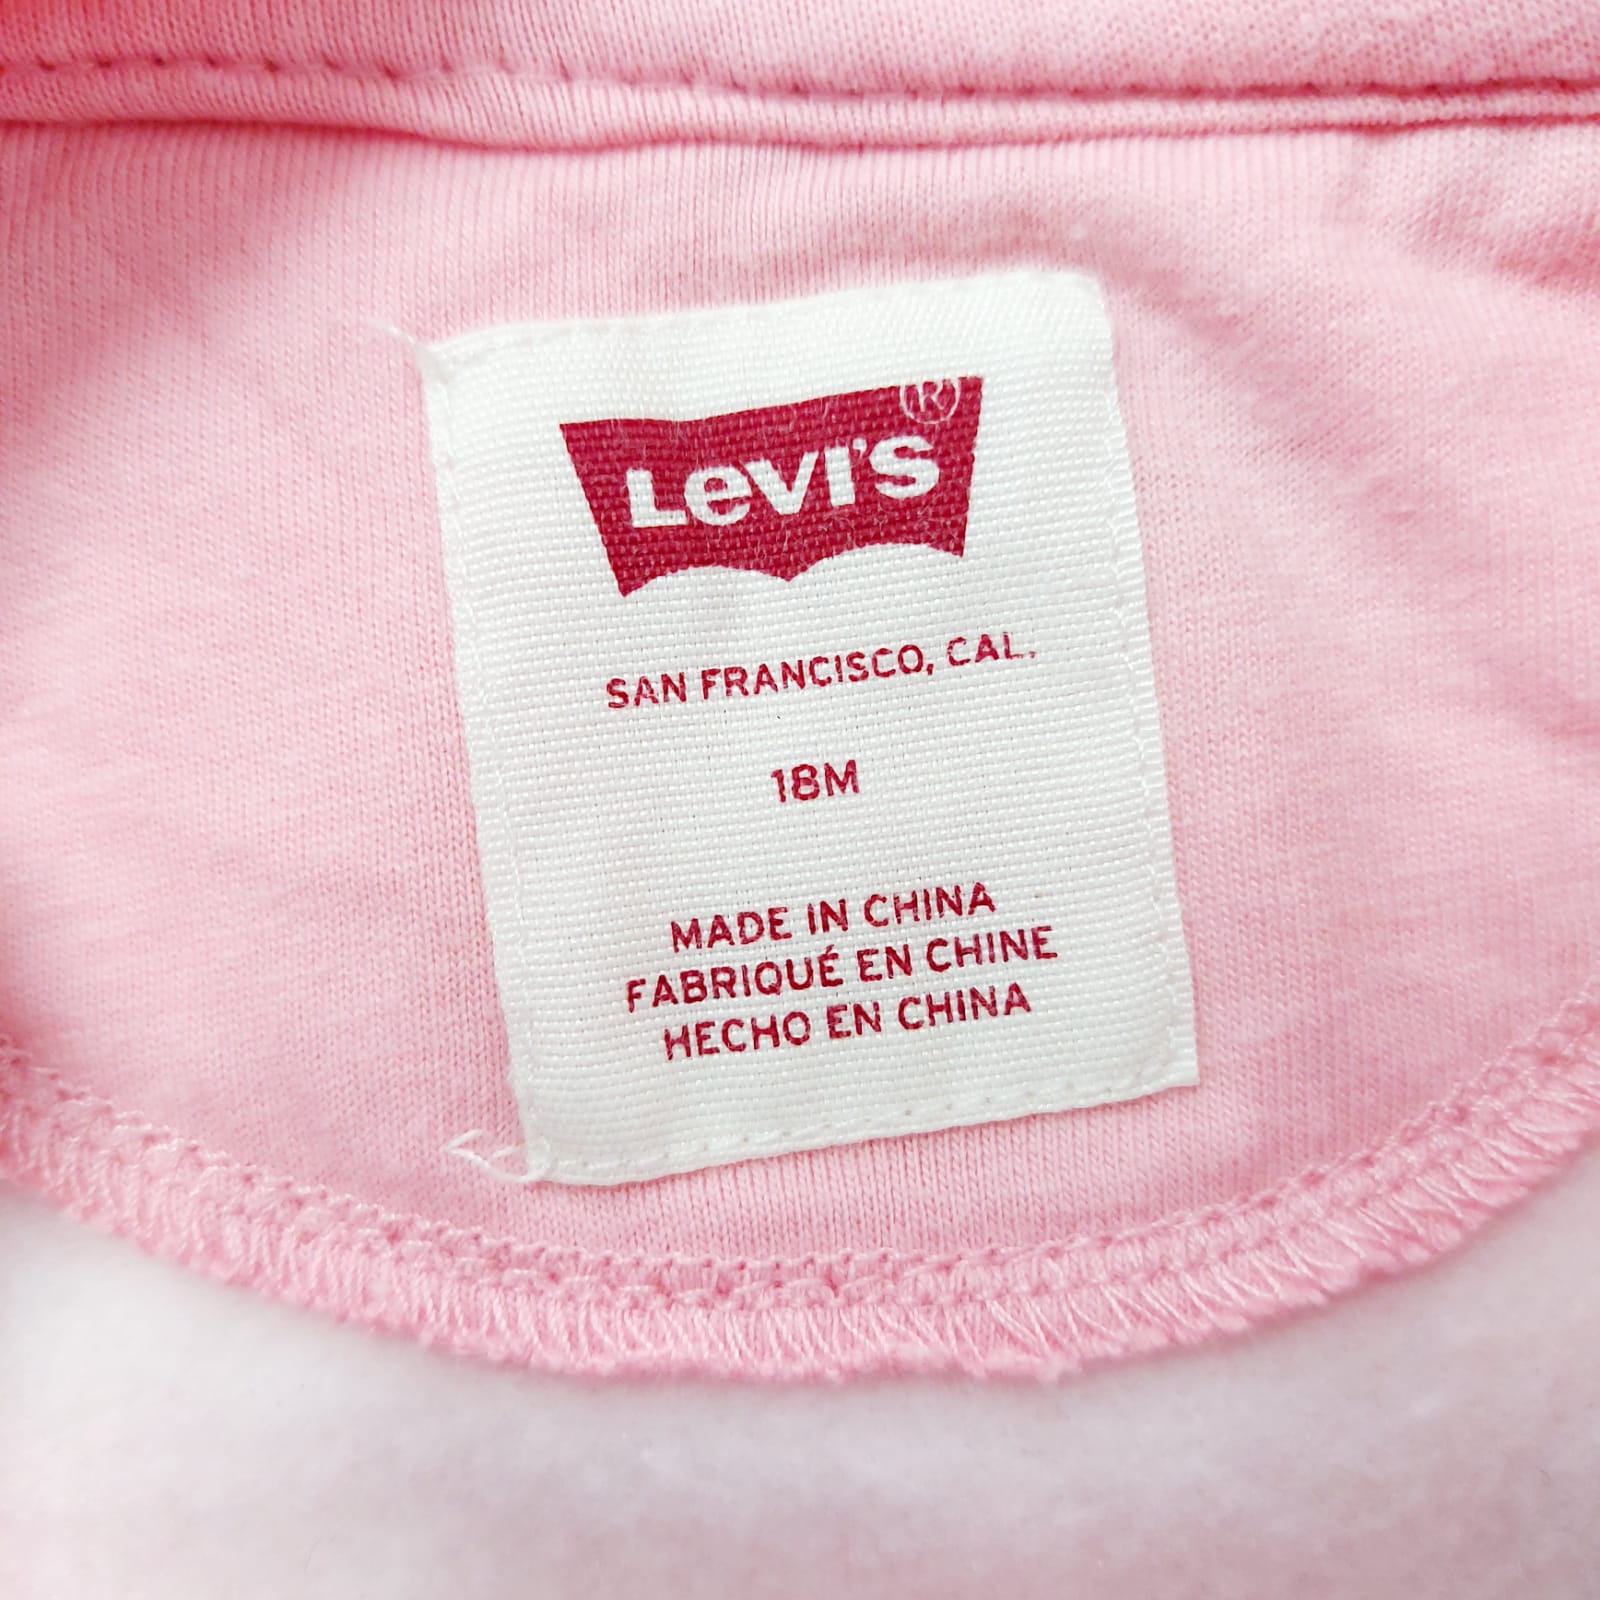 LEVI'S®
SAN FRANCISCO, CAL.
18M
MADE IN CHINA
FABRIQUÉ EN CHINE
HECHO EN CHINA